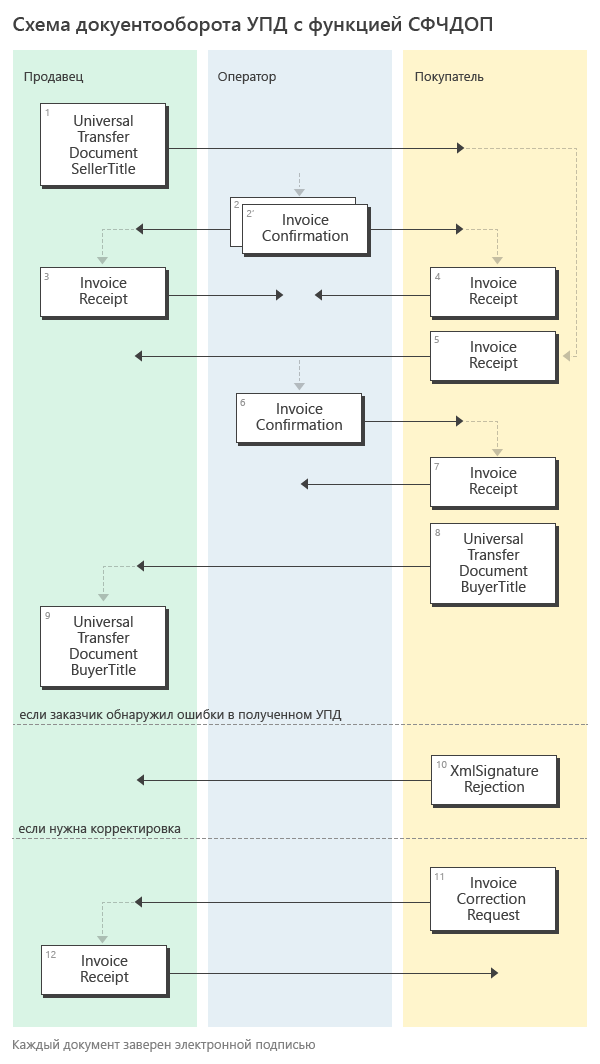 Схема докуентооборота УПД с функцией СФЧДОП
Продавец
Оператор
Покупатель
1
Universal
Transfer
Document
SellerTitle
2
2'
Invoice
Confirmation
3
Invoice
Receipt
4
Invoice
Receipt
5
Invoice
Receipt
6
Invoice
Confirmation
7
Invoice
Receipt
8
Universal
Transfer
Document
BuyerTitle
9
Universal
Transfer
Document
BuyerTitle
если заказчик обнаружил ошибки в полученном УПД
10
XmlSignature
Rejection
если нужна корректировка
11
Invoice
Correction
Request
12
Invoice
Receipt
Каждый документ заверен электронной подписью